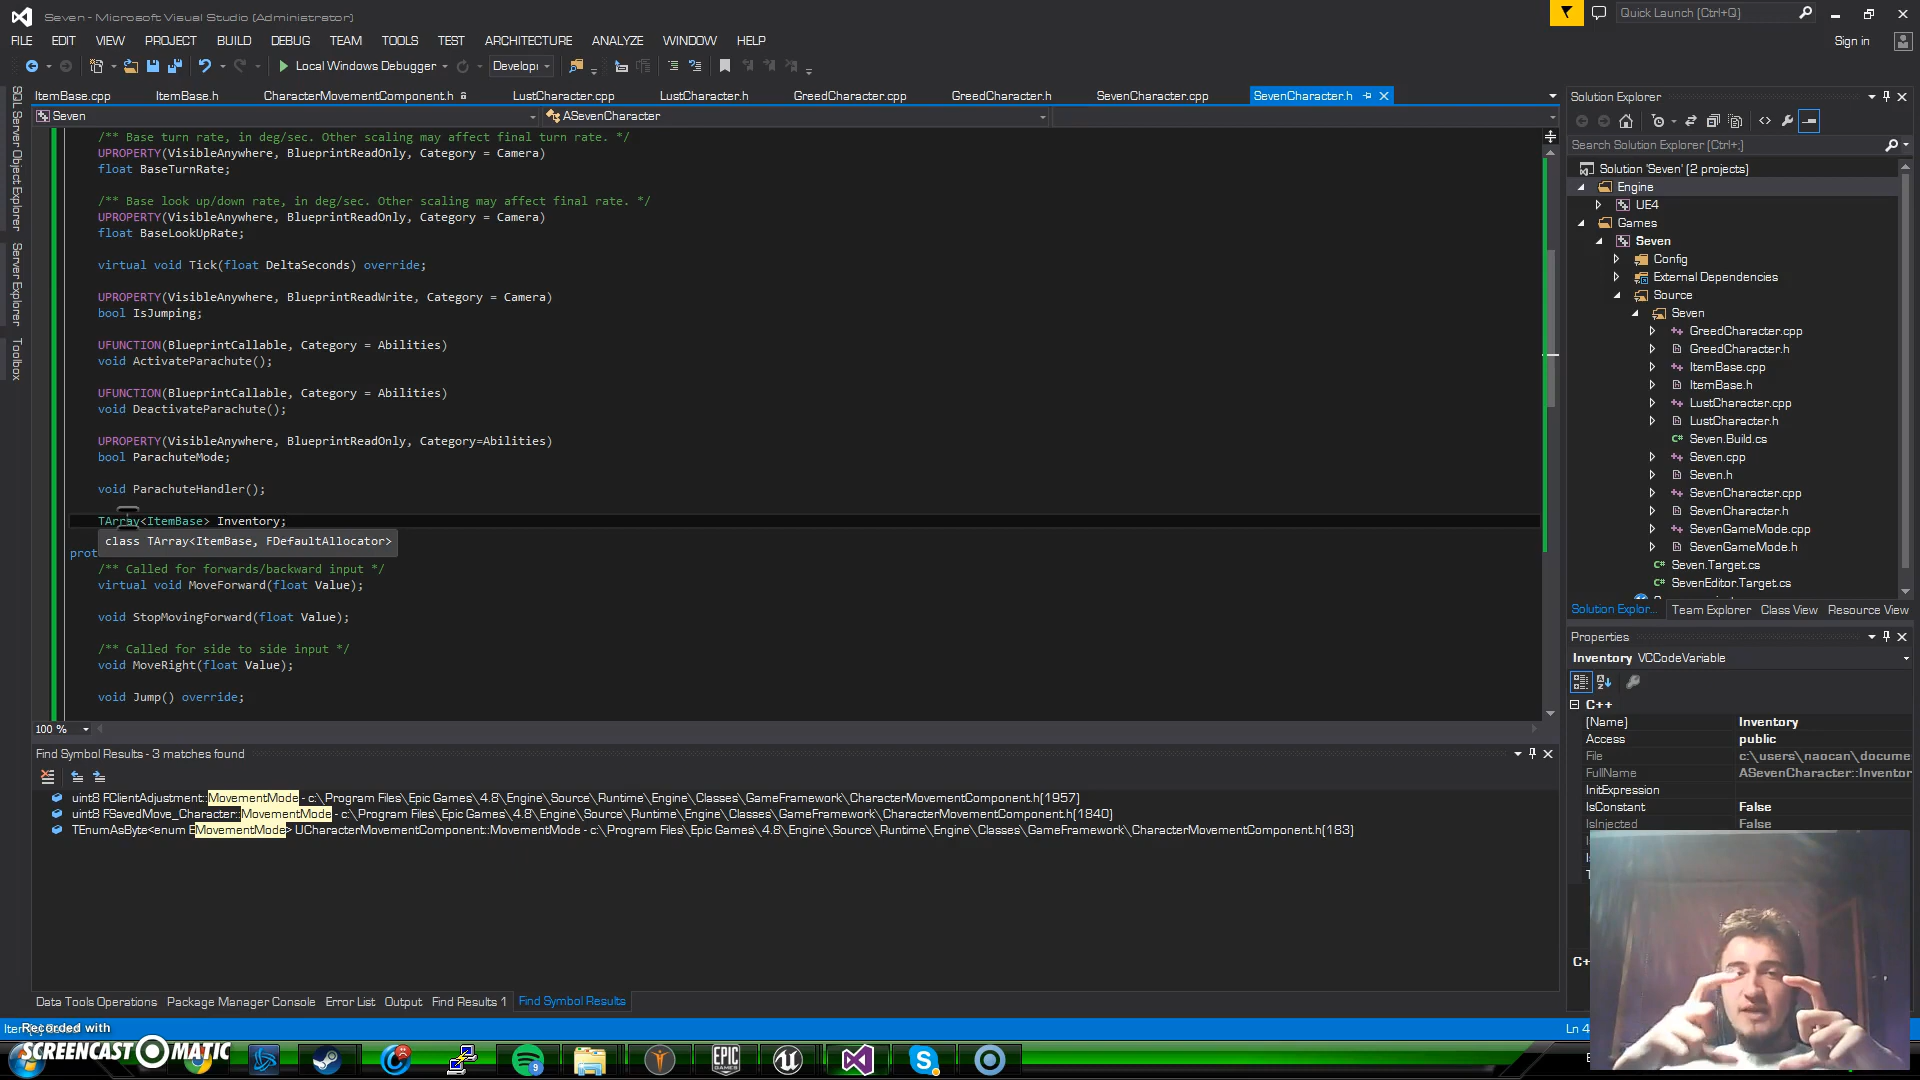 Seven - Microsoft Visual Studio (Administrator)
Quick Launch (Ctrl+Q)
FILE EDIT VIEW PROJECT BUILD DEBUG TEAM TOOLS TEST ARCHITECTURE ANALYZE WINDOW HELP
Sign in
Local Windows Debugger
Develop
ItemBase.cpp ItemBase.h CharacterMovementComponent.h LustCharacter.cpp LustCharacter.h GreedCharacter.cpp GreedCharacter.h SevenCharacter.cpp SevenCharacter.h
Seven
ASevenCharacter
SQL Server Object Explorer
Server Explorer
Toolbox
/** Base turn rate, in deg/sec. Other scaling may affect final turn rate. */
UPROPERTY(VisibleAnywhere, BlueprintReadOnly, Category = Camera)
float BaseTurnRate;
/** Base look up/down rate, in deg/sec. Other scaling may affect final rate. */
UPROPERTY(VisibleAnywhere, BlueprintReadOnly, Category = Camera)
float BaseLookUpRate;
virtual void Tick(float DeltaSeconds) override;
UPROPERTY(VisibleAnywhere, BlueprintReadWrite, Category = Camera)
bool IsJumping;
UFUNCTION(BlueprintCallable, Category = Abilities)
void ActivateParachute();
UFUNCTION(BlueprintCallable, Category = Abilities)
void DeactivateParachute();
UPROPERTY(VisibleAnywhere, BlueprintReadOnly, Category=Abilities)
bool ParachuteMode;
void ParachuteHandler();
TArray<ItemBase> Inventory;
class TArray<ItemBase, FDefaultAllocator>
prot
/** Called for forwards/backward input */
virtual void MoveForward(float Value);
void StopMovingForward(float Value);
/** Called for side to side input */
void MoveRight(float Value);
void Jump() override;
100 %
Find Symbol Results - 3 matches found
uint8 FClientAdjustment::MovementMode - c:\Program Files\Epic Games\4.8\Engine\Source\Runtime\Engine\Classes\GameFramework\CharacterMovementComponent.h(1957)
uint8 FSavedMove_Character::MovementMode - c:\Program Files\Epic Games\4.8\Engine\Source\Runtime\Engine\Classes\GameFramework\CharacterMovementComponent.h(1840)
TEnumAsByte<enum EMovementMode> UCharacterMovementComponent::MovementMode - c:\Program Files\Epic Games\4.8\Engine\Source\Runtime\Engine\Classes\GameFramework\CharacterMovementComponent.h(183)
Data Tools Operations Package Manager Console Error List Output Find Results 1 Find Symbol Results
Solution Explorer
Search Solution Explorer (Ctrl+;)
Solution 'Seven' (2 projects)
Engine
UE4
Games
Seven
Config
External Dependencies
Source
Seven
GreedCharacter.cpp
GreedCharacter.h
ItemBase.cpp
ItemBase.h
LustCharacter.cpp
LustCharacter.h
Seven.Build.cs
Seven.cpp
Seven.h
SevenCharacter.cpp
SevenCharacter.h
SevenGameMode.cpp
SevenGameMode.h
Seven.Target.cs
SevenEditor.Target.cs
Solution Explor... Team Explorer Class View Resource View
Properties
Inventory VCCodeVariable
C++
(Name) Inventory
Access public
File c:\users\naocan\docume
FullName ASevenCharacter::Inventor
InitExpression
IsConstant False
IsInjected False
C+
Ln 4
Recorded with
SCREENCAST MATIC
EPIC GAMES
9